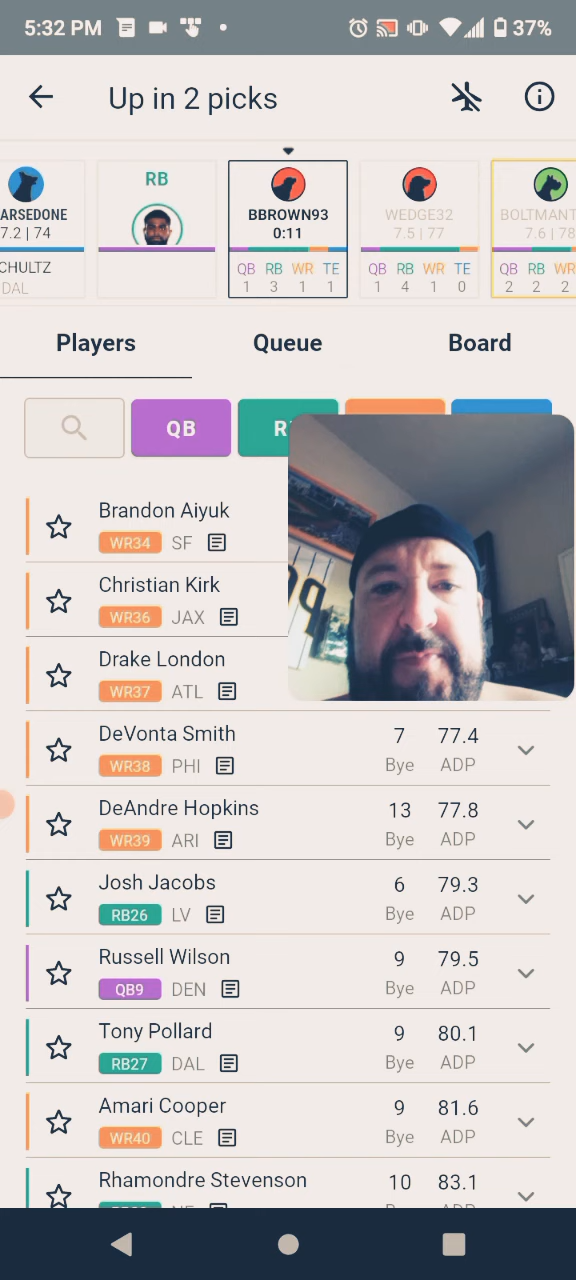 5:32 PM 37%
Up in 2 picks
ARSEDONE
7.2 | 74
CHULTZ
DAL
RB
BBROWN93
0:11
QB RB WR TE
1 3 1 1
WEDGE32
7.5 | 77
QB RB WR TE
1 4 1 0
BOLTMANT
7.6 | 78
QB RB WR
2 2 2
Players Queue Board
QB
Brandon Aiyuk
WR34 SF
Christian Kirk
WR36 JAX
Drake London
WR37 ATL
DeVonta Smith 7 77.4
WR38 PHI Bye ADP
DeAndre Hopkins 13 77.8
WR39 ARI Bye ADP
Josh Jacobs 6 79.3
RB26 LV Bye ADP
Russell Wilson 9 79.5
QB9 DEN Bye ADP
Tony Pollard 9 80.1
RB27 DAL Bye ADP
Amari Cooper 9 81.6
WR40 CLE Bye ADP
Rhamondre Stevenson 10 83.1